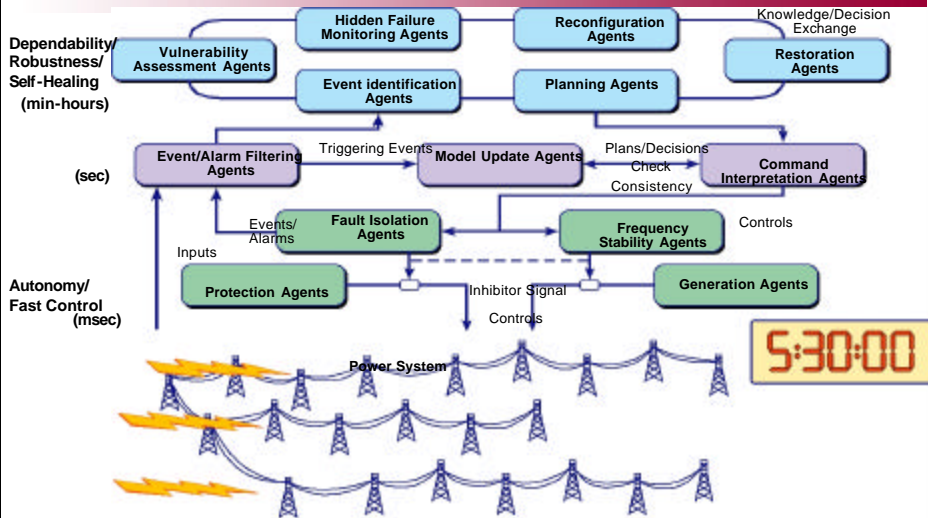 Hidden Failure
Monitoring Agents
Reconfiguration
Agents
Knowledge/Decision
Exchange
Dependability/
Robustness/
Self-Healing
(min-hours)
Vulnerability
Assessment Agents
Restoration
Agents
Event identification
Agents
Planning Agents
(sec)
Event/Alarm Filtering
Agents
Triggering Events
Model Update Agents
Plans/Decisions
Check
Consistency
Command
Interpretation Agents
Events/
Alarms
Fault Isolation
Agents
Frequency
Stability Agents
Controls
Inputs
Autonomy/
Fast Control
(msec)
Protection Agents
Inhibitor Signal
Generation Agents
Controls
Power System
5:30:00